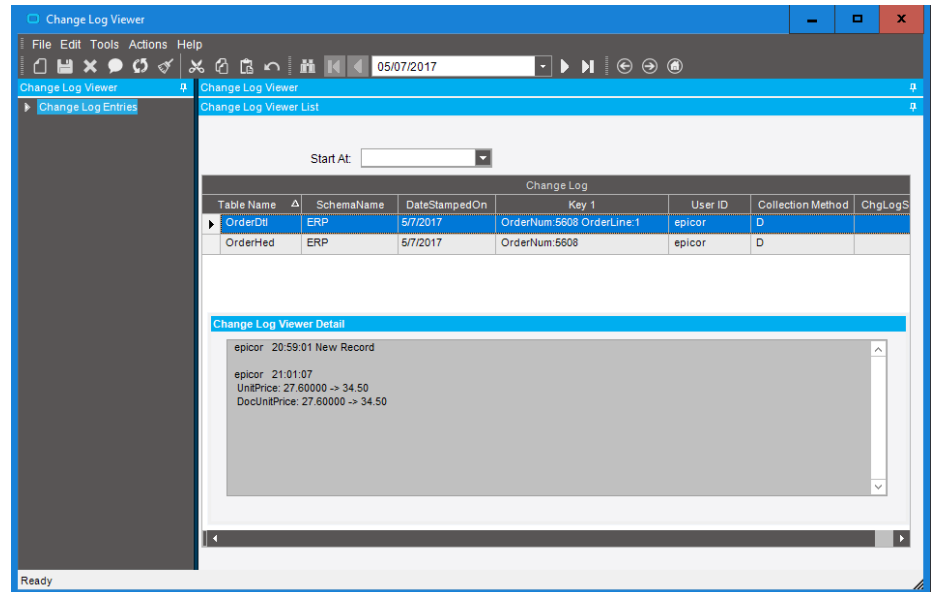 Change Log Viewer
File Edit Tools Actions Help
05/07/2017
Change Log Viewer
Change Log Viewer
Change Log Entries
Change Log Viewer List
Start At:
Change Log
Table Name SchemaName DateStampedOn Key 1 User ID Collection Method ChgLogS
OrderDtl ERP 5/7/2017 OrderNum:5608 OrderLine:1 epicor D
OrderHed ERP 5/7/2017 OrderNum:5608 epicor D
Change Log Viewer Detail
epicor 20:59:01 New Record
epicor 21:01:07
UnitPrice: 27.60000 -> 34.50
DocUnitPrice: 27.60000 -> 34.50
Ready